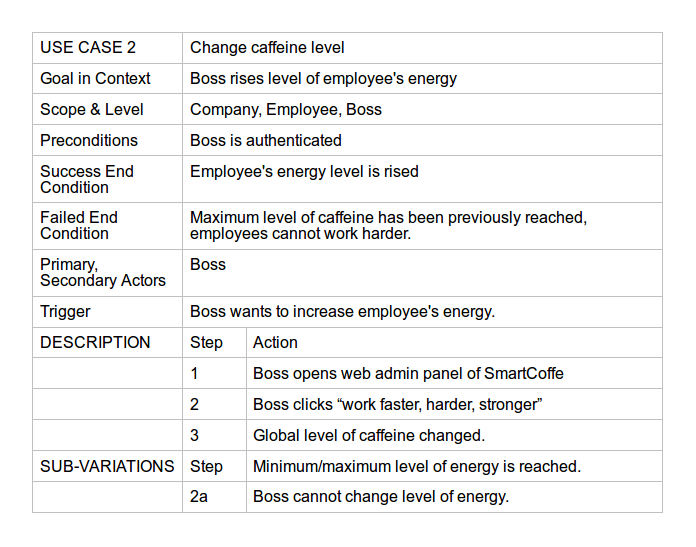 USE CASE 2 Change caffeine level
Goal in Context Boss rises level of employee's energy
Scope & Level Company, Employee, Boss
Preconditions Boss is authenticated
Success End Condition Employee's energy level is rised
Failed End Condition Maximum level of caffeine has been previously reached,
employees cannot work harder.
Primary, Secondary Actors Boss
Trigger Boss wants to increase employee's energy.
DESCRIPTION Step Action
1 Boss opens web admin panel of SmartCoffe
2 Boss clicks “work faster, harder, stronger”
3 Global level of caffeine changed.
SUB-VARIATIONS Step Minimum/maximum level of energy is reached.
2a Boss cannot change level of energy.